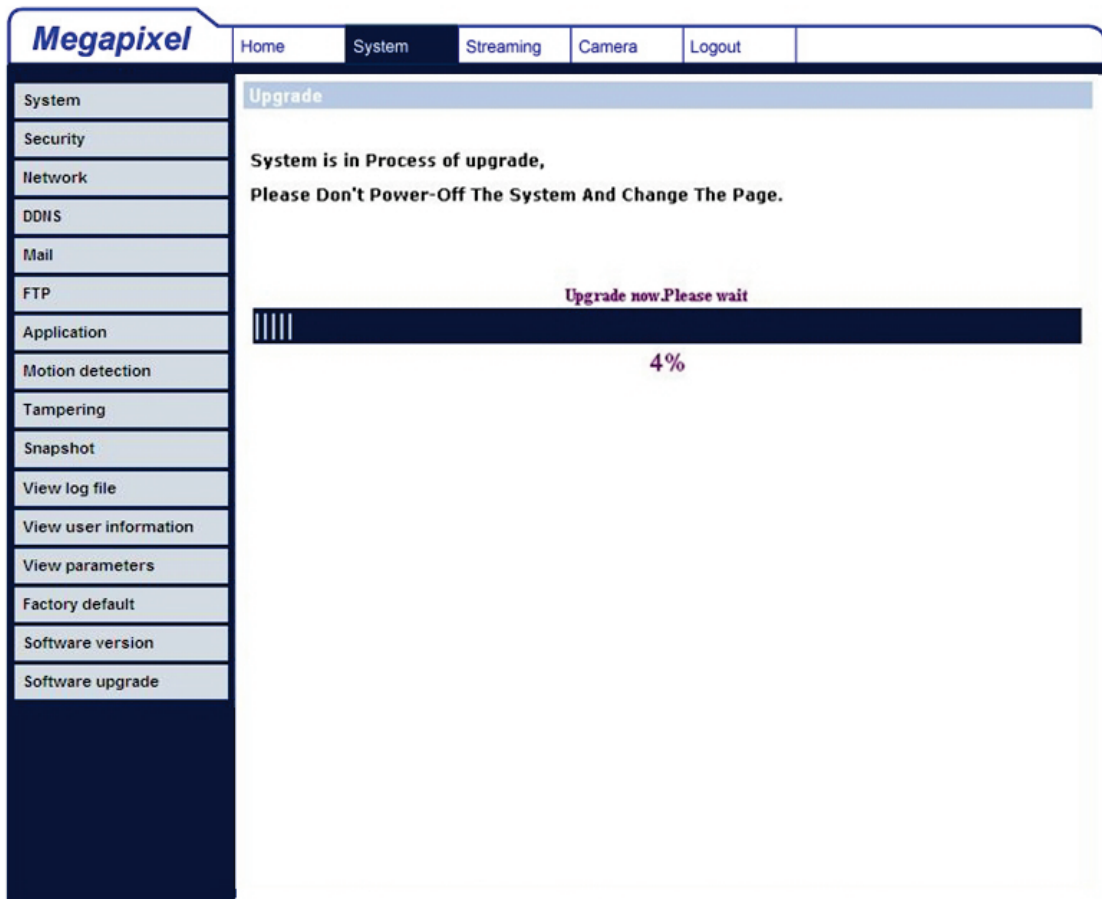 Megapixel
Home System Streaming Camera Logout
System
Security
Network
DDNS
Mail
FTP
Application
Motion detection
Tampering
Snapshot
View log file
View user information
View parameters
Factory default
Software version
Software upgrade
Upgrade
System is in Process of upgrade,
Please Don't Power-Off The System And Change The Page.
Upgrade now.Please wait
4%